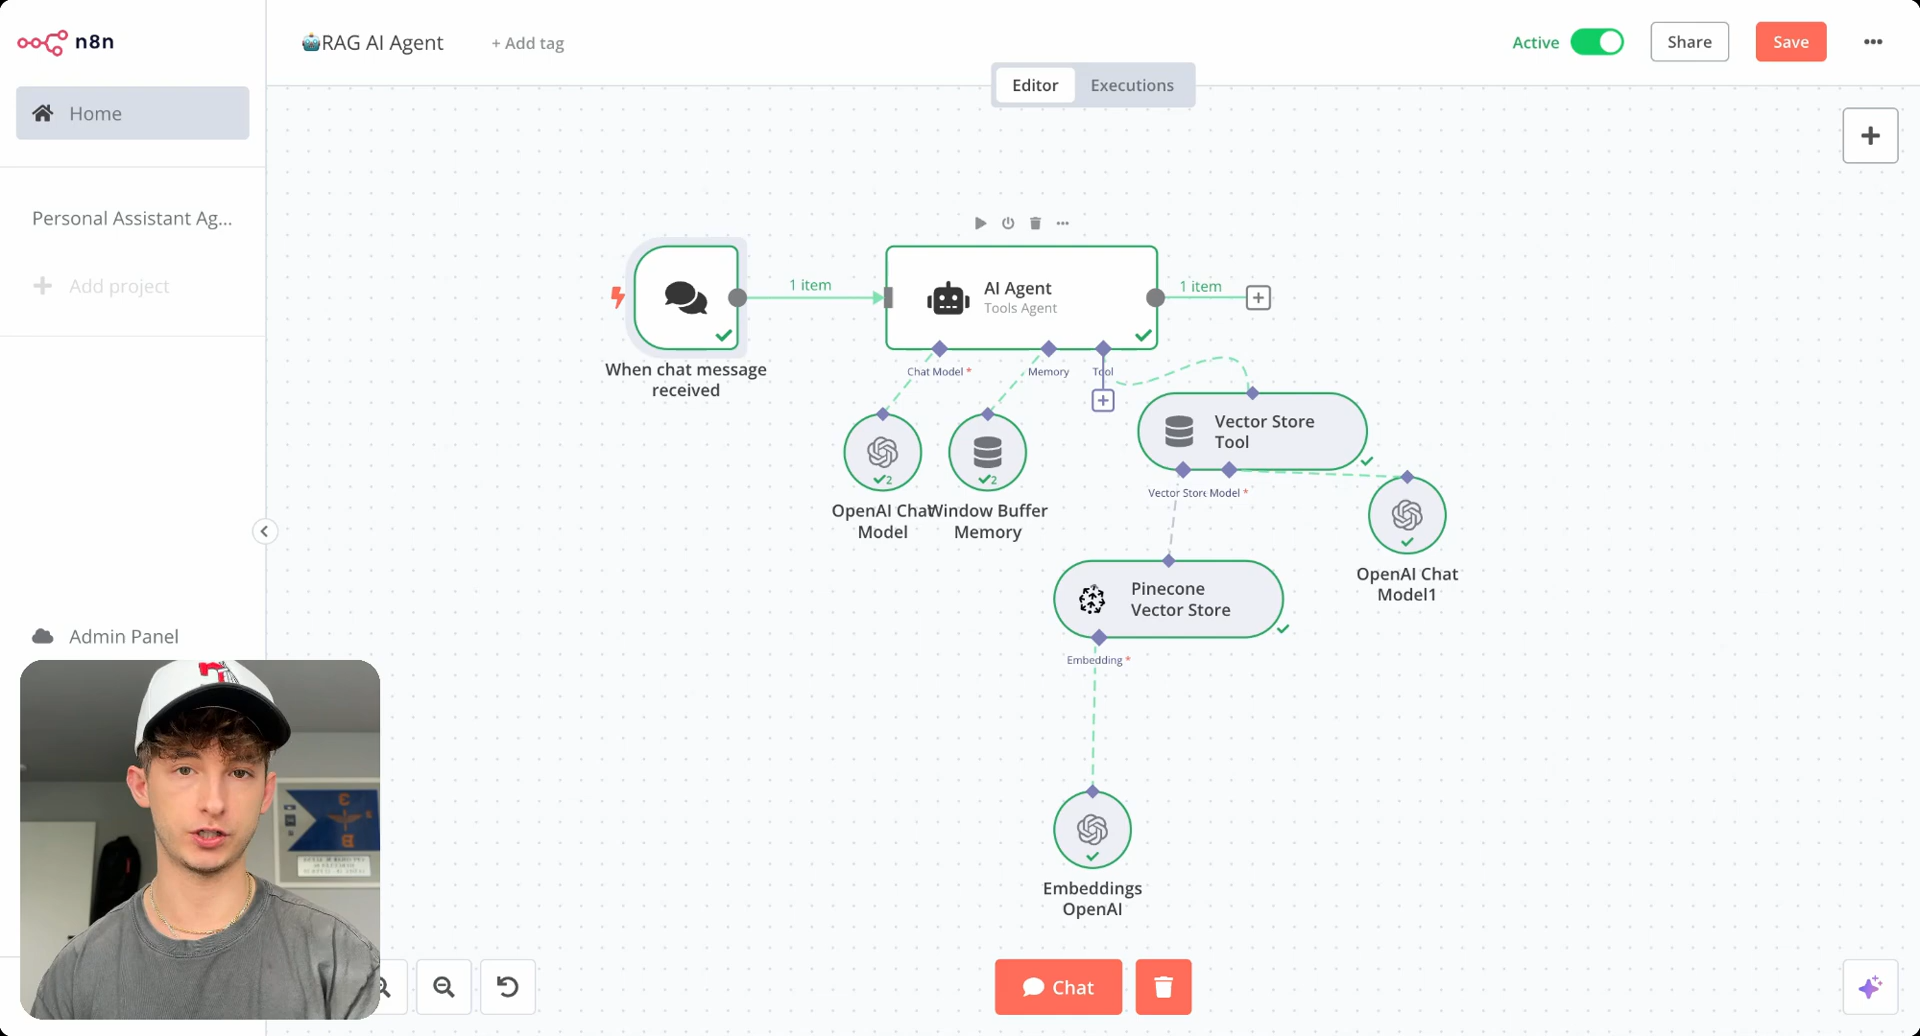 n8n
🤖RAG AI Agent
+ Add tag
Active
Share
Save
Editor
Executions
Home
Personal Assistant Ag...
Add project
Admin Panel
1 item
AI Agent
Tools Agent
1 item
When chat message
received
Chat Model *
Memory
Tool
Vector Store
Tool
2
2
OpenAI Chat
Model
Window Buffer
Memory
Vector Store
Model *
OpenAI Chat
Model1
Pinecone
Vector Store
Embedding *
Embeddings
OpenAI
Chat